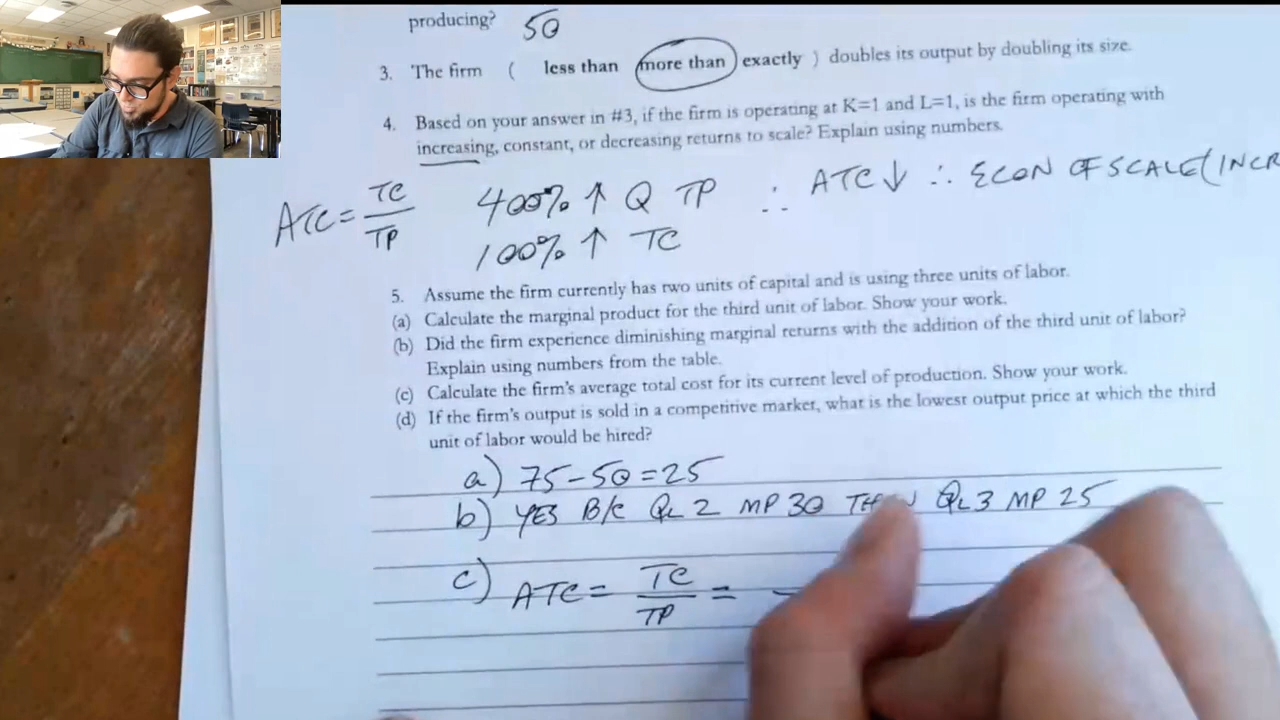 producing? 50
3. The firm ( less than more than exactly ) doubles its output by doubling its size.
4. Based on your answer in #3, if the firm is operating at K=1 and L=1, is the firm operating with
increasing, constant, or decreasing returns to scale? Explain using numbers.
ATC = TC/TP 400% ↑ Q TP ∴ ATC ↓ ∴ ECON OF SCALE (INCR
100% ↑ TC
5. Assume the firm currently has two units of capital and is using three units of labor.
(a) Calculate the marginal product for the third unit of labor. Show your work.
(b) Did the firm experience diminishing marginal returns with the addition of the third unit of labor?
Explain using numbers from the table.
(c) Calculate the firm's average total cost for its current level of production. Show your work.
(d) If the firm's output is sold in a competitive market, what is the lowest output price at which the third
unit of labor would be hired?
a) 75-50=25
b) YES B/C QL 2 MP 30 QL 3 MP 25
c) ATC = TC/TP =